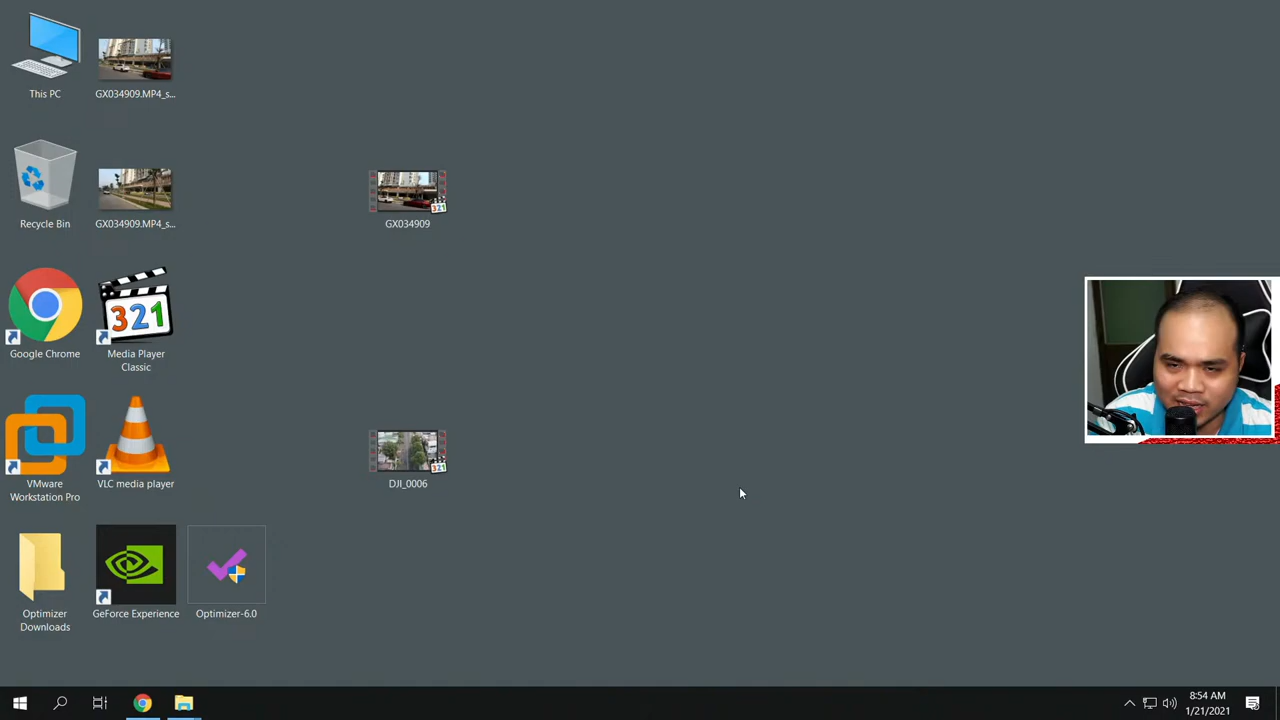 This PC
GX034909.MP4_s...
Recycle Bin
GX034909.MP4_s...
GX034909
Google Chrome
321
Media Player
Classic
VMware
Workstation Pro
VLC media player
321
DJI_0006
Optimizer
Downloads
GeForce Experience
Optimizer-6.0
8:54 AM
1/21/2021